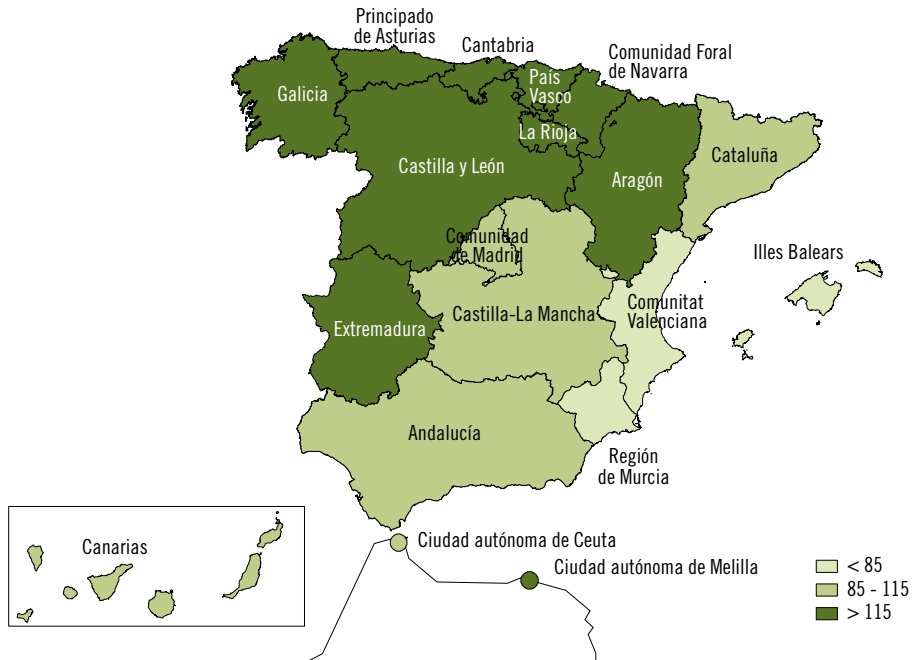 Principado
de Asturias
Cantabria
Comunidad Foral
de Navarra
País
Vasco
Galicia
La Rioja
Cataluña
Castilla y León
Aragón
Comunidad
de Madrid
Illes Balears
Comunitat
Valenciana
Castilla-La Mancha
Extremadura
Andalucía
Región
de Murcia
Canarias
Ciudad autónoma de Ceuta
Ciudad autónoma de Melilla
< 85
85 - 115
> 115